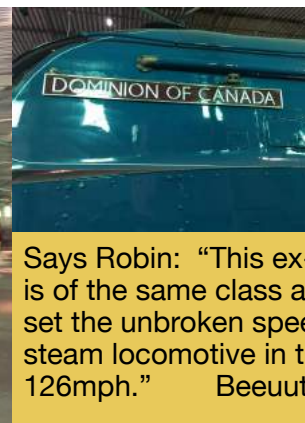 DOMINION OF CANADA
Says Robin: “This ex-
is of the same class a
set the unbroken spee
steam locomotive in t
126mph.” Beeuut